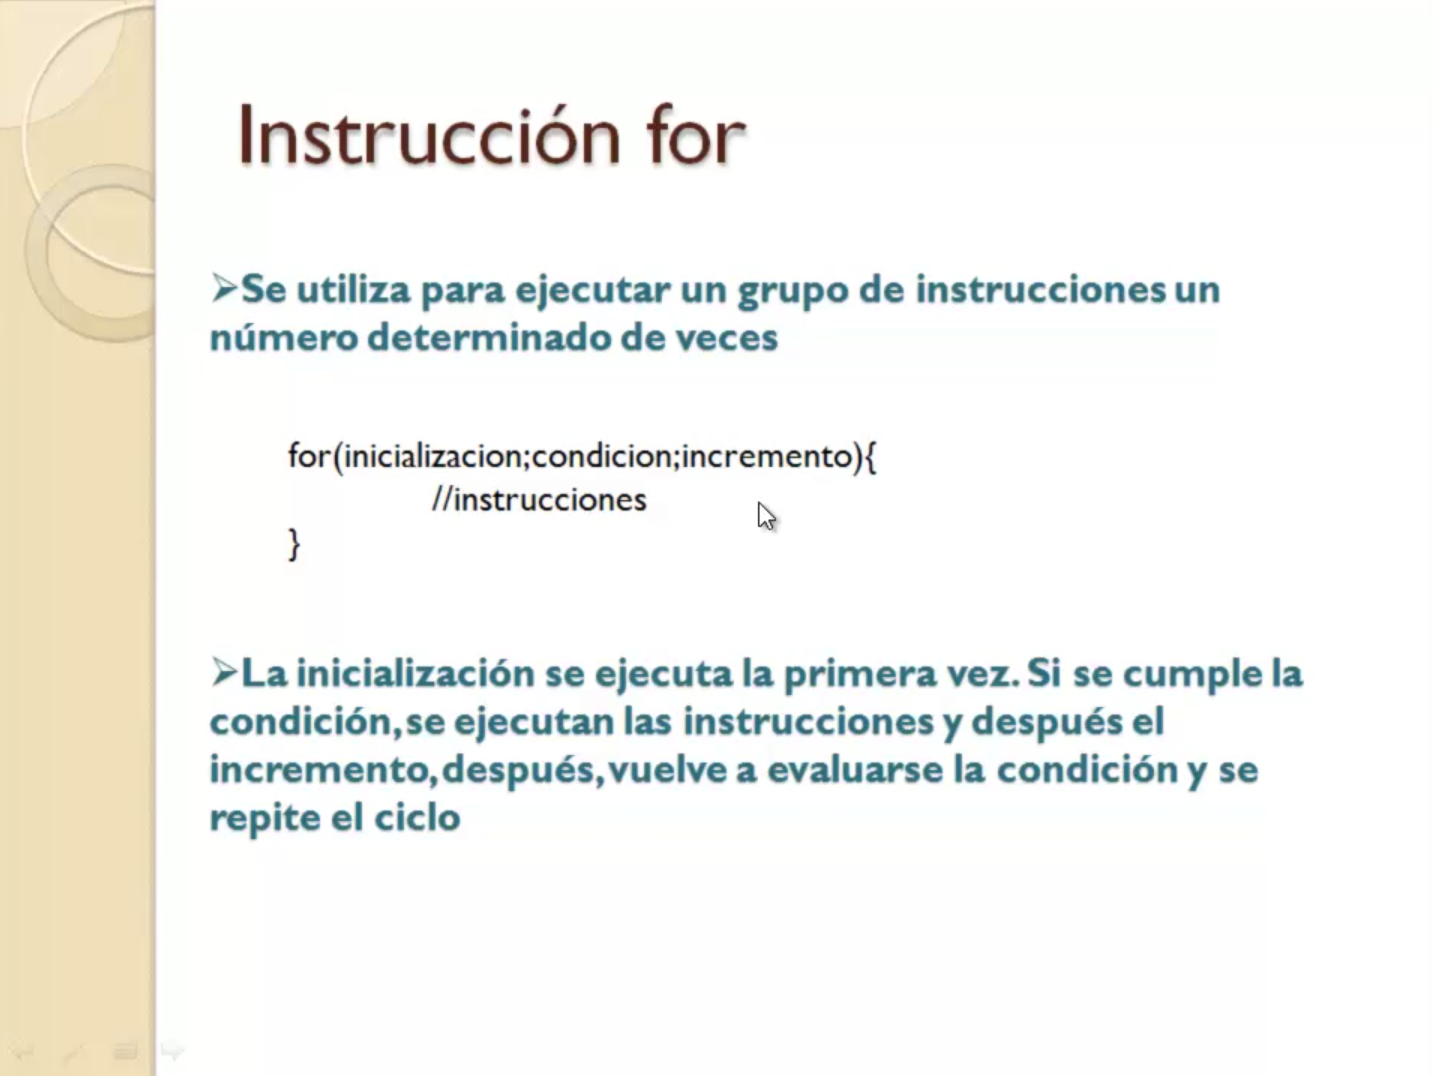 Instrucción for
➢Se utiliza para ejecutar un grupo de instrucciones un
número determinado de veces
for(inicializacion;condicion;incremento){
//instrucciones
}
➢La inicialización se ejecuta la primera vez. Si se cumple la
condición, se ejecutan las instrucciones y después el
incremento, después, vuelve a evaluarse la condición y se
repite el ciclo